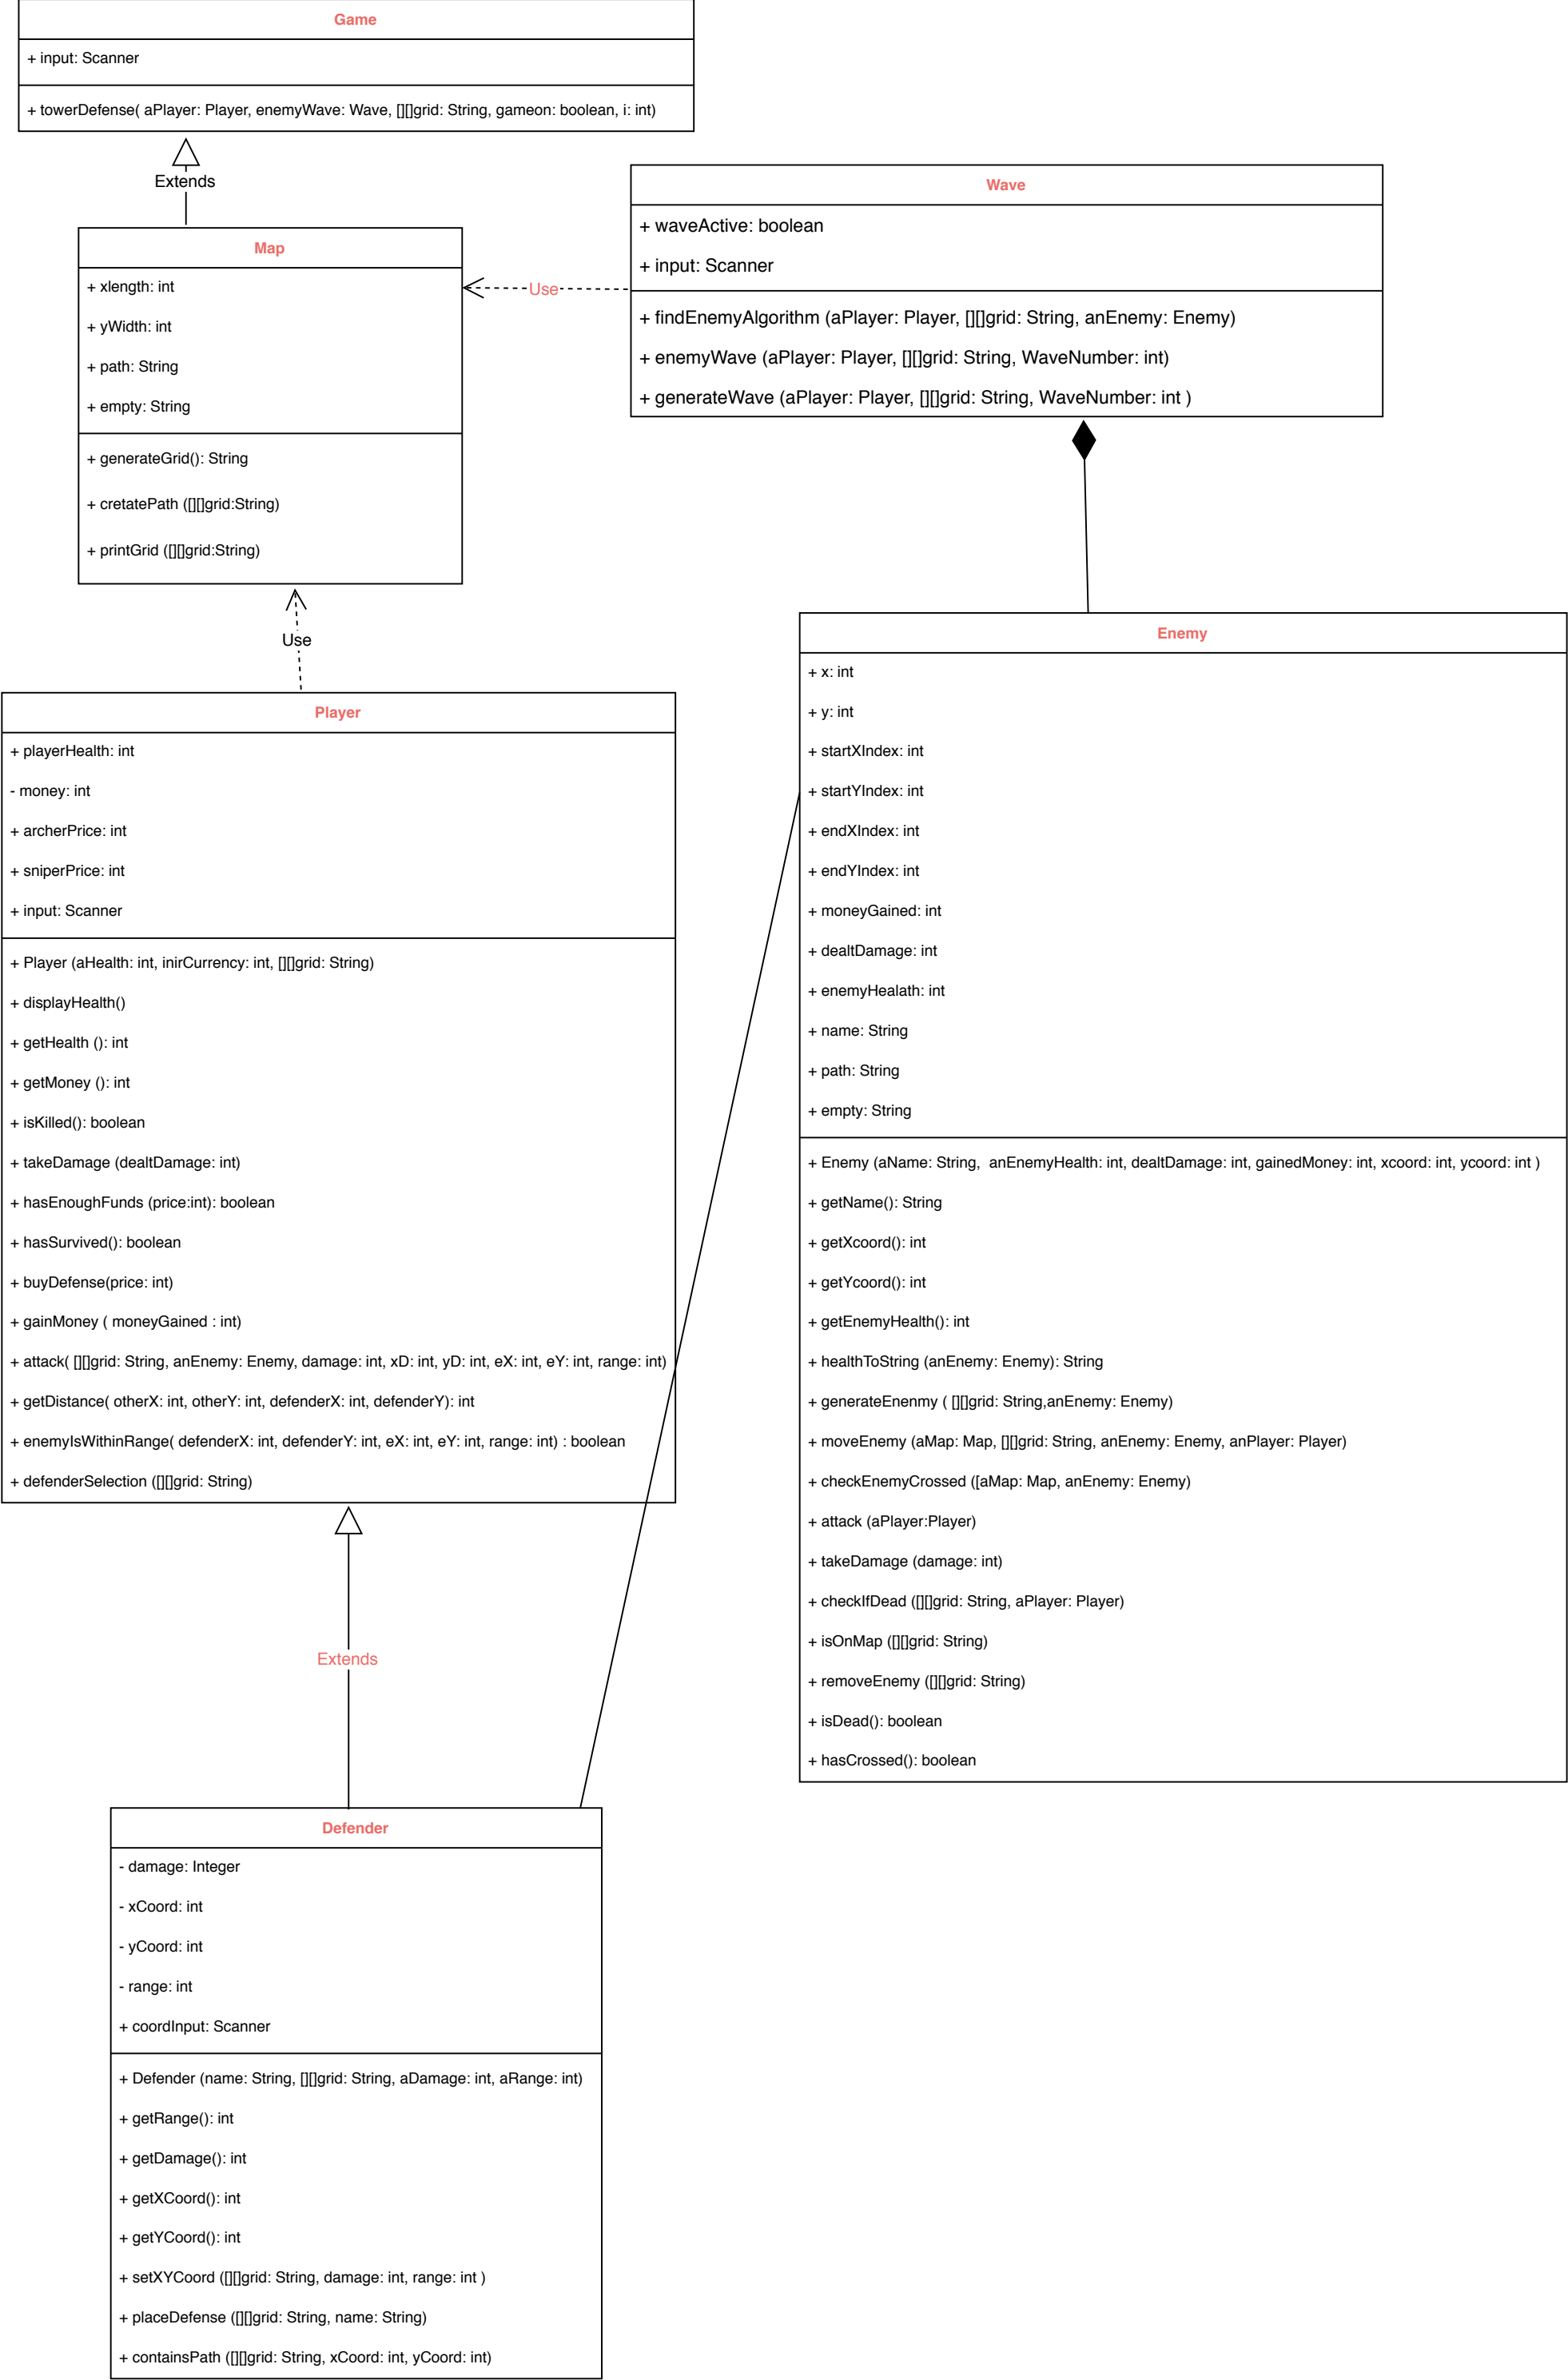 Game
+ input: Scanner
+ towerDefense( aPlayer: Player, enemyWave: Wave, [][]grid: String, gameon: boolean, i: int)
Extends
Map
+ xlength: int
+ yWidth: int
+ path: String
+ empty: String
+ generateGrid(): String
+ cretatePath ([][]grid:String)
+ printGrid ([][]grid:String)
Use
Wave
+ waveActive: boolean
+ input: Scanner
+ findEnemyAlgorithm (aPlayer: Player, [][]grid: String, anEnemy: Enemy)
+ enemyWave (aPlayer: Player, [][]grid: String, WaveNumber: int)
+ generateWave (aPlayer: Player, [][]grid: String, WaveNumber: int )
Use
Player
+ playerHealth: int
- money: int
+ archerPrice: int
+ sniperPrice: int
+ input: Scanner
+ Player (aHealth: int, inirCurrency: int, [][]grid: String)
+ displayHealth()
+ getHealth (): int
+ getMoney (): int
+ isKilled(): boolean
+ takeDamage (dealtDamage: int)
+ hasEnoughFunds (price:int): boolean
+ hasSurvived(): boolean
+ buyDefense(price: int)
+ gainMoney ( moneyGained : int)
+ attack( [][]grid: String, anEnemy: Enemy, damage: int, xD: int, yD: int, eX: int, eY: int, range: int)
+ getDistance( otherX: int, otherY: int, defenderX: int, defenderY): int
+ enemyIsWithinRange( defenderX: int, defenderY: int, eX: int, eY: int, range: int) : boolean
+ defenderSelection ([][]grid: String)
Enemy
+ x: int
+ y: int
+ startXIndex: int
+ startYIndex: int
+ endXIndex: int
+ endYIndex: int
+ moneyGained: int
+ dealtDamage: int
+ enemyHealath: int
+ name: String
+ path: String
+ empty: String
+ Enemy (aName: String, anEnemyHealth: int, dealtDamage: int, gainedMoney: int, xcoord: int, ycoord: int )
+ getName(): String
+ getXcoord(): int
+ getYcoord(): int
+ getEnemyHealth(): int
+ healthToString (anEnemy: Enemy): String
+ generateEnenmy ( [][]grid: String,anEnemy: Enemy)
+ moveEnemy (aMap: Map, [][]grid: String, anEnemy: Enemy, anPlayer: Player)
+ checkEnemyCrossed ([aMap: Map, anEnemy: Enemy)
+ attack (aPlayer:Player)
+ takeDamage (damage: int)
+ checkIfDead ([][]grid: String, aPlayer: Player)
+ isOnMap ([][]grid: String)
+ removeEnemy ([][]grid: String)
+ isDead(): boolean
+ hasCrossed(): boolean
Extends
Defender
- damage: Integer
- xCoord: int
- yCoord: int
- range: int
+ coordInput: Scanner
+ Defender (name: String, [][]grid: String, aDamage: int, aRange: int)
+ getRange(): int
+ getDamage(): int
+ getXCoord(): int
+ getYCoord(): int
+ setXYCoord ([][]grid: String, damage: int, range: int )
+ placeDefense ([][]grid: String, name: String)
+ containsPath ([][]grid: String, xCoord: int, yCoord: int)